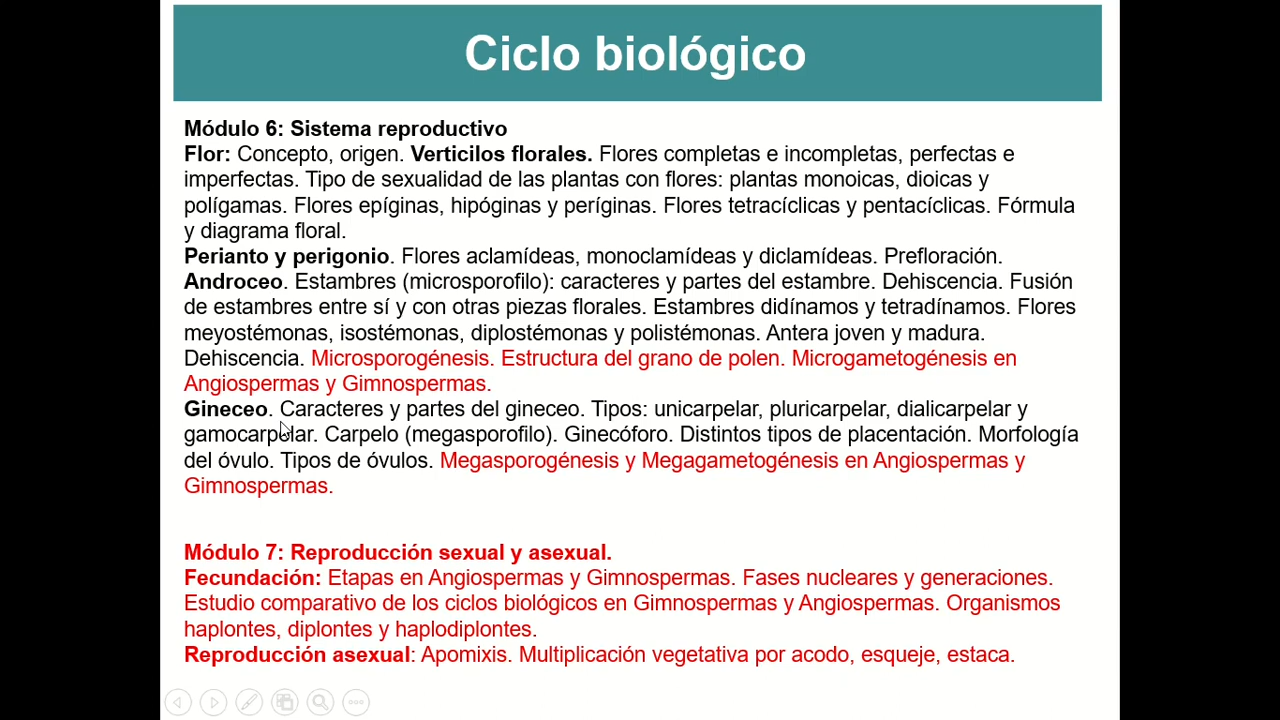 Ciclo biológico
Módulo 6: Sistema reproductivo
Flor: Concepto, origen. Verticilos florales. Flores completas e incompletas, perfectas e
imperfectas. Tipo de sexualidad de las plantas con flores: plantas monoicas, dioicas y
polígamas. Flores epíginas, hipóginas y períginas. Flores tetracíclicas y pentacíclicas. Fórmula
y diagrama floral.
Perianto y perigonio. Flores aclamídeas, monoclamídeas y diclamídeas. Prefloración.
Androceo. Estambres (microsporofilo): caracteres y partes del estambre. Dehiscencia. Fusión
de estambres entre sí y con otras piezas florales. Estambres didínamos y tetradínamos. Flores
meyostémonas, isostémonas, diplostémonas y polistémonas. Antera joven y madura.
Dehiscencia. Microsporogénesis. Estructura del grano de polen. Microgametogénesis en
Angiospermas y Gimnospermas.
Gineceo. Caracteres y partes del gineceo. Tipos: unicarpelar, pluricarpelar, dialicarpelar y
gamocarpelar. Carpelo (megasporofilo). Ginecóforo. Distintos tipos de placentación. Morfología
del óvulo. Tipos de óvulos. Megasporogénesis y Megagametogénesis en Angiospermas y
Gimnospermas.
Módulo 7: Reproducción sexual y asexual.
Fecundación: Etapas en Angiospermas y Gimnospermas. Fases nucleares y generaciones.
Estudio comparativo de los ciclos biológicos en Gimnospermas y Angiospermas. Organismos
haplontes, diplontes y haplodiplontes.
Reproducción asexual: Apomixis. Multiplicación vegetativa por acodo, esqueje, estaca.